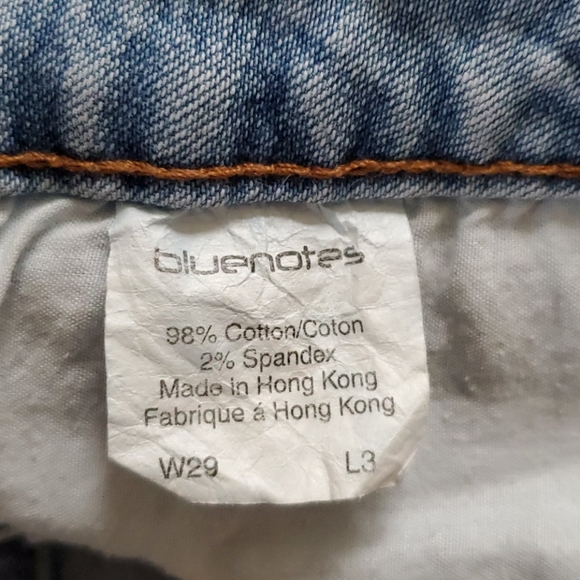 bluenotes
98% Cotton/Coton
2% Spandex
Made in Hong Kong
Fabrique á Hong Kong
W29 L3